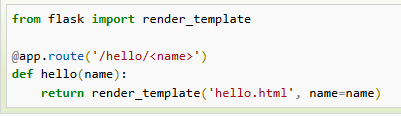 from flask import render_template
@app.route('/hello/<name>')
def hello(name):
    return render_template('hello.html', name=name)